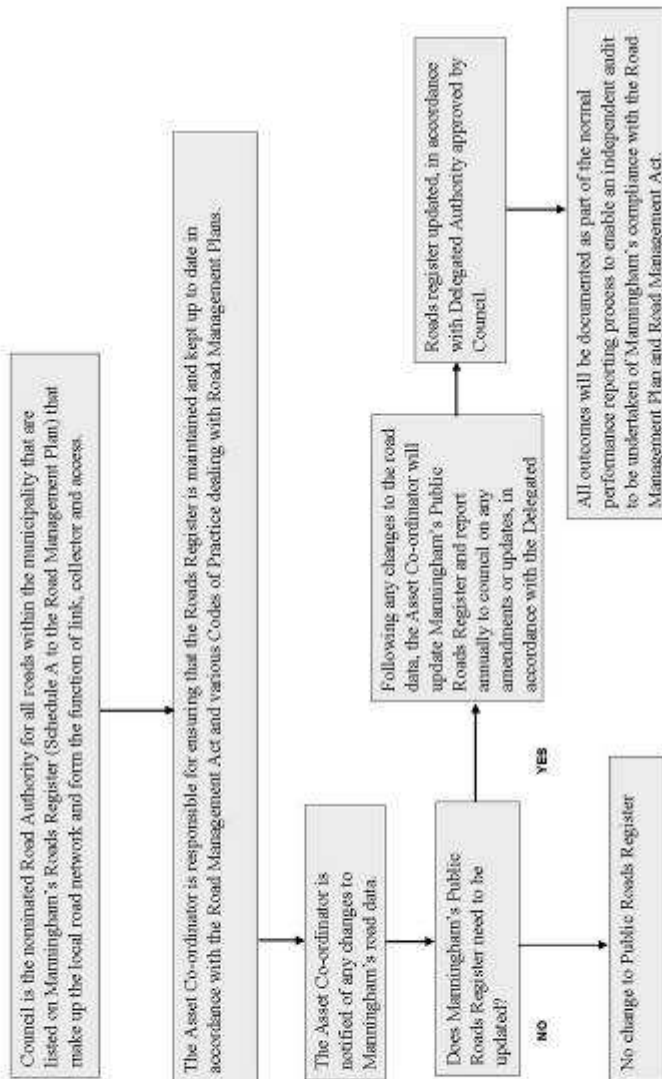 Council is the nominated Road Authority for all roads within the municipality that are
listed on Manningham's Roads Register (Schedule A to the Road Management Plan) that
make up the local road network and form the function of link, collector and access.
The Asset Co-ordinator is responsible for ensuring that the Roads Register is maintained and kept up to date in
accordance with the Road Management Act and various Codes of Practice dealing with Road Management Plans.
The Asset Co-ordinator is
notified of any changes to
Manningham's road data.
Does Manningham's Public
Roads Register need to be
updated?
NO
YES
No change to Public Roads Register
Following any changes to the road
data, the Asset Co-ordinator will
update Manningham's Public
Roads Register and report
annually to council on any
amendments or updates, in
accordance with the Delegated
Roads register updated, in accordance
with Delegated Authority approved by
Council.
All outcomes will be documented as part of the normal
performance reporting process to enable an independent audit
to be undertaken of Manningham's compliance with the Road
Management Plan and Road Management Act.